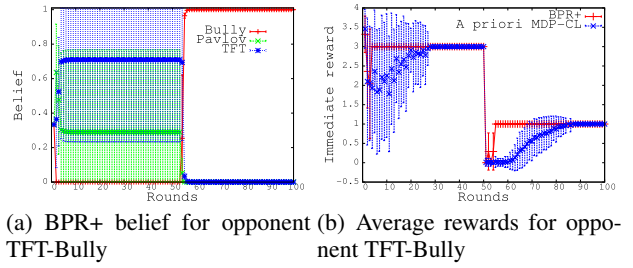 Bully
Pavlov
TFT
Belief
1
0.8
0.6
0.4
0.2
0
0 10 20 30 40 50 60 70 80 90 100
Rounds
BPR+
A priori MDP-CL
Immediate reward
4
3.5
3
2.5
2
1.5
1
0.5
0
-0.5
0 10 20 30 40 50 60 70 80 90 100
Rounds
(a) BPR+ belief for opponent TFT-Bully
(b) Average rewards for opponent TFT-Bully